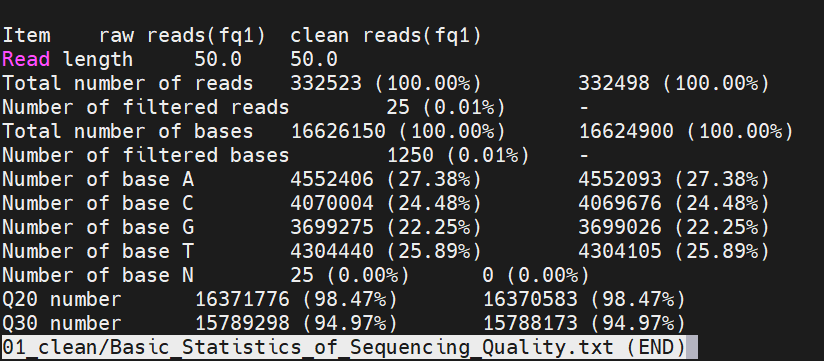 Item    raw reads(fq1)  clean reads(fq1)
Read length     50.0    50.0
Total number of reads   332523 (100.00%)        332498 (100.00%)
Number of filtered reads        25 (0.01%)      -
Total number of bases   16626150 (100.00%)      16624900 (100.00%)
Number of filtered bases        1250 (0.01%)    -
Number of base A        4552406 (27.38%)        4552093 (27.38%)
Number of base C        4070004 (24.48%)        4069676 (24.48%)
Number of base G        3699275 (22.25%)        3699026 (22.25%)
Number of base T        4304440 (25.89%)        4304105 (25.89%)
Number of base N        25 (0.00%)      0 (0.00%)
Q20 number      16371776 (98.47%)       16370583 (98.47%)
Q30 number      15789298 (94.97%)       15788173 (94.97%)
01_clean/Basic_Statistics_of_Sequencing_Quality.txt (END)